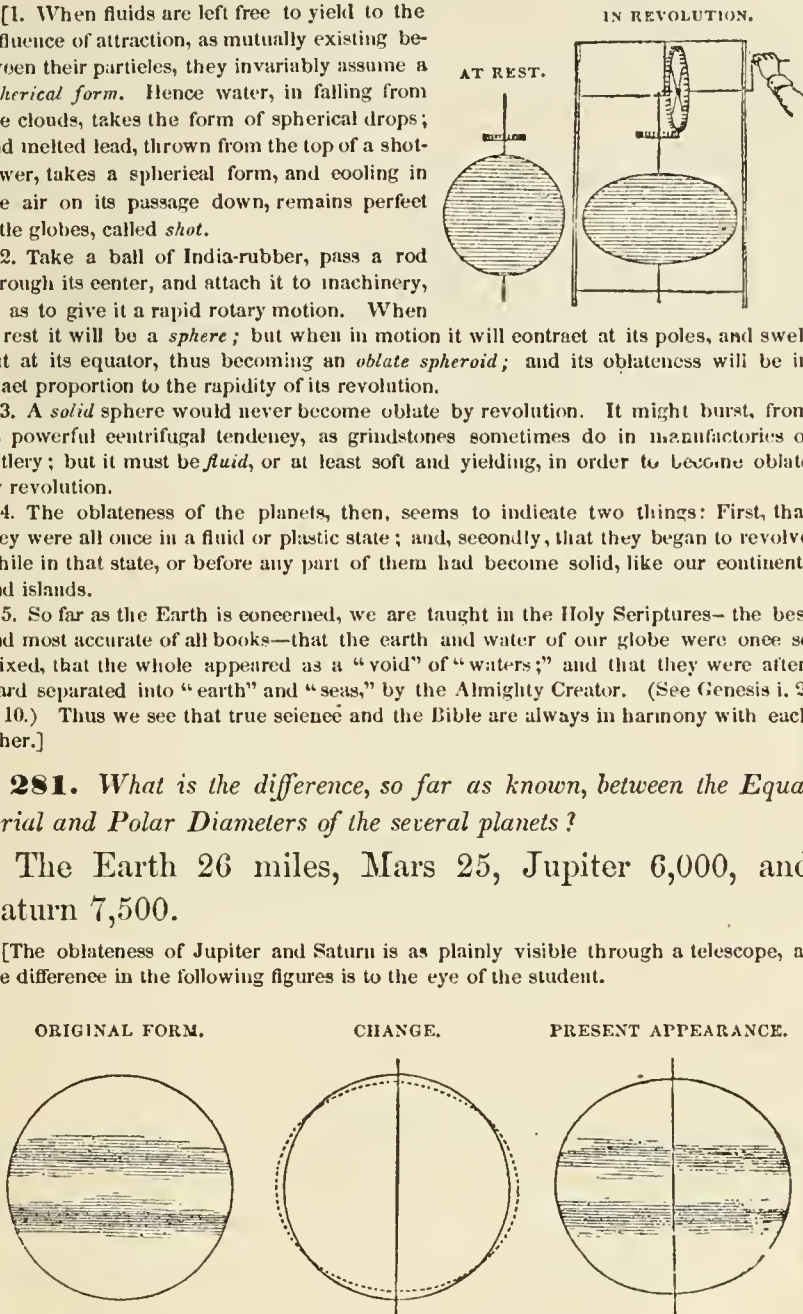 [1. When fluids are left free to yield to the
fluence of attraction, as mutually existing be-
ween their particles, they invariably assume a
herical form. Hence water, in falling from
e clouds, takes the form of spherical drops;
d melted lead, thrown from the top of a shot-
wer, takes a spherical form, and cooling in
e air on its passage down, remains perfect
tle globes, called shot.
2. Take a ball of India-rubber, pass a rod
rough its center, and attach it to machinery,
as to give it a rapid rotary motion. When
IN REVOLUTION.
AT REST.
rest it will be a sphere; but when in motion it will contract at its poles, and swel
t at its equator, thus becoming an oblate spheroid; and its oblateness will be in
act proportion to the rapidity of its revolution.
3. A solid sphere would never become oblate by revolution. It might burst, from
powerful centrifugal tendency, as grindstones sometimes do in manufactories o
tlery; but it must be fluid, or at least soft and yielding, in order to become oblate
revolution.
4. The oblateness of the planets, then, seems to indicate two things: First, tha
ey were all once in a fluid or plastic state; and, secondly, that they began to revolve
hile in that state, or before any part of them had become solid, like our continent
d islands.
5. So far as the Earth is concerned, we are taught in the Holy Scriptures—the bes
d most accurate of all books—that the earth and water of our globe were once so
ixed, that the whole appeared as a "void" of "waters;" and that they were after
ard separated into "earth" and "seas," by the Almighty Creator. (See Genesis i. 2
10.) Thus we see that true science and the Bible are always in harmony with each
her.]
281. What is the difference, so far as known, between the Equa
rial and Polar Diameters of the several planets?
The Earth 26 miles, Mars 25, Jupiter 6,000, and
aturn 7,500.
[The oblateness of Jupiter and Saturn is as plainly visible through a telescope, a
e difference in the following figures is to the eye of the student.
ORIGINAL FORM. CHANGE. PRESENT APPEARANCE.